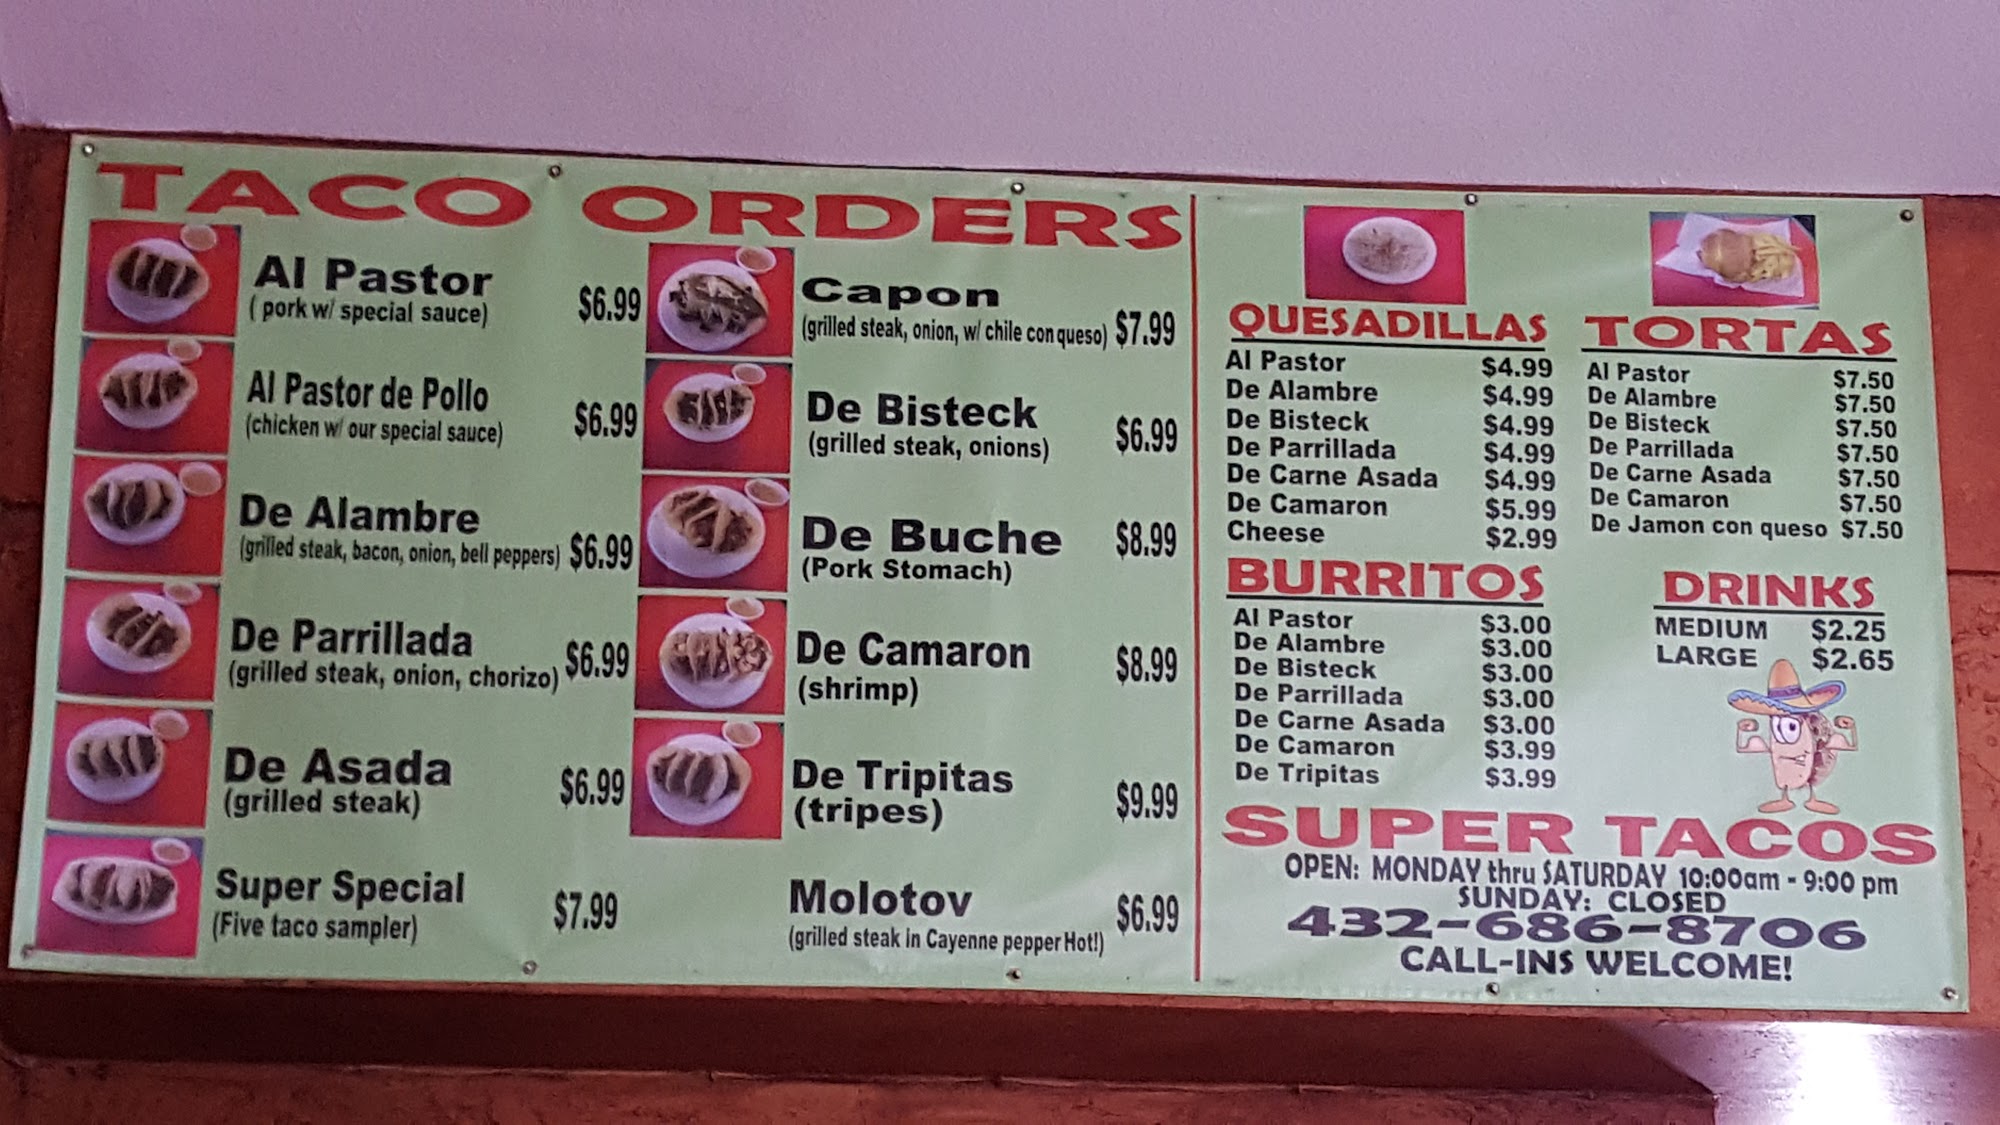 TACO ORDERS
Al Pastor
( pork w/ special sauce) $6.99
Al Pastor de Pollo
(chicken w/ our special sauce) $6.99
De Alambre
(grilled steak, bacon, onion, bell peppers) $6.99
De Parrillada
(grilled steak, onion, chorizo) $6.99
De Asada
(grilled steak) $6.99
Super Special
(Five taco sampler) $7.99
Capon
(grilled steak, onion, w/ chile con queso) $7.99
De Bisteck
(grilled steak, onions) $6.99
De Buche $8.99
(Pork Stomach)
De Camaron $8.99
(shrimp)
De Tripitas
(tripes) $9.99
Molotov $6.99
(grilled steak in Cayenne pepper Hot!)
QUESADILLAS
Al Pastor $4.99
De Alambre $4.99
De Bisteck $4.99
De Parrillada $4.99
De Carne Asada $4.99
De Camaron $5.99
Cheese $2.99
TORTAS
Al Pastor $7.50
De Alambre $7.50
De Bisteck $7.50
De Parrillada $7.50
De Carne Asada $7.50
De Camaron $7.50
De Jamon con queso $7.50
BURRITOS
Al Pastor $3.00
De Alambre $3.00
De Bisteck $3.00
De Parrillada $3.00
De Carne Asada $3.00
De Camaron $3.99
De Tripitas $3.99
DRINKS
MEDIUM $2.25
LARGE $2.65
SUPER TACOS
OPEN: MONDAY thru SATURDAY 10:00am - 9:00 pm
SUNDAY: CLOSED
432-686-8706
CALL-INS WELCOME!